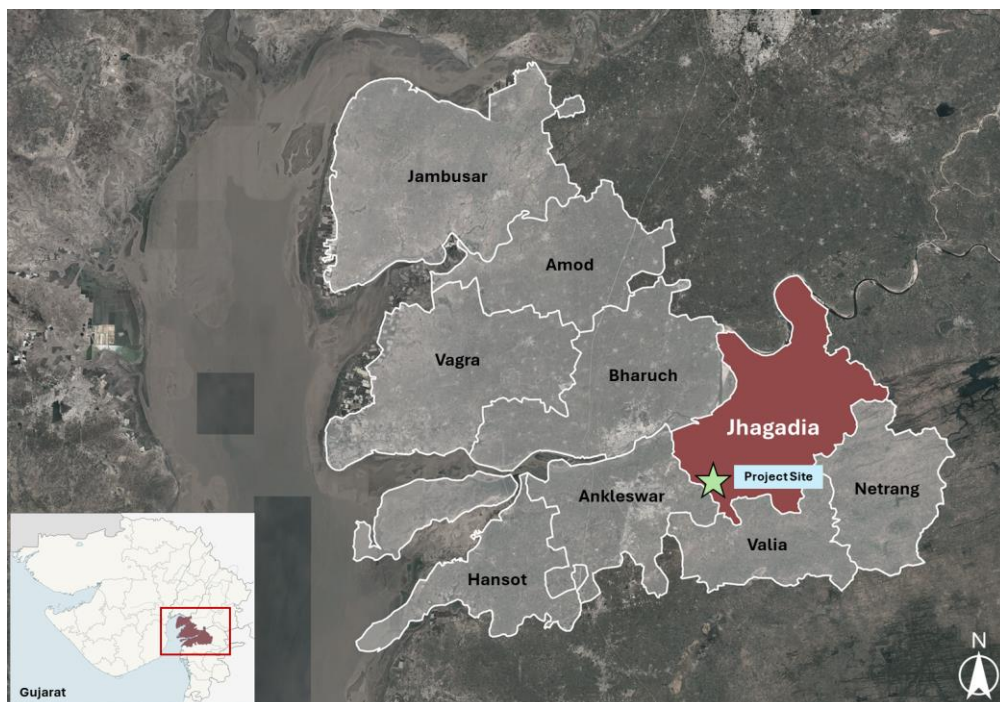 Jambusar
Amod
Vagra
Bharuch
Jhagadia
Project Site
Ankleswar
Netrang
Valia
Hansot
Gujarat
N